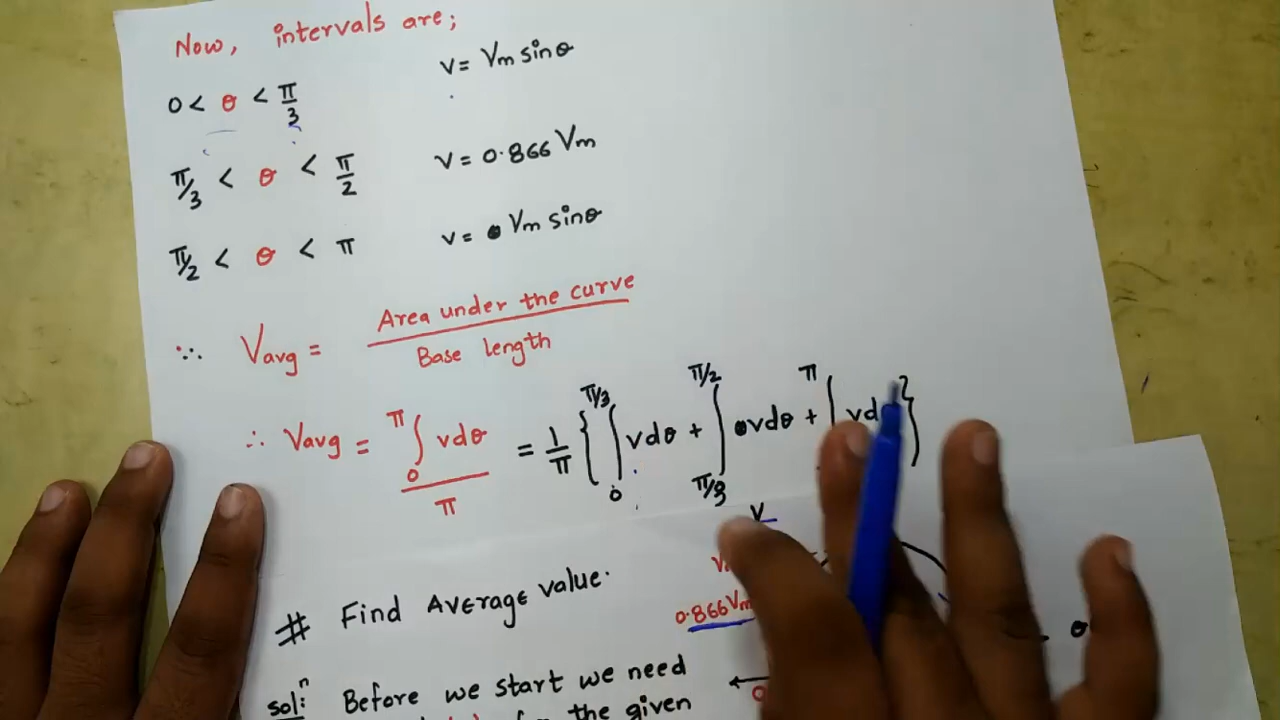 Now, intervals are;
0 < θ < π/3 v = Vm sinθ
π/3 < θ < π/2 v = 0.866 Vm
π/2 < θ < π v = Vm sinθ
∵ Vavg = Area under the curve / Base length
∴ Vavg = ∫₀^π vdθ / π = 1/π { ∫₀^π/3 vdθ + ∫π/3^π/2 vdθ + ∫^π vd }
# Find Average value.
V
0.866Vm
θ
solⁿ: Before we start we need
for the given